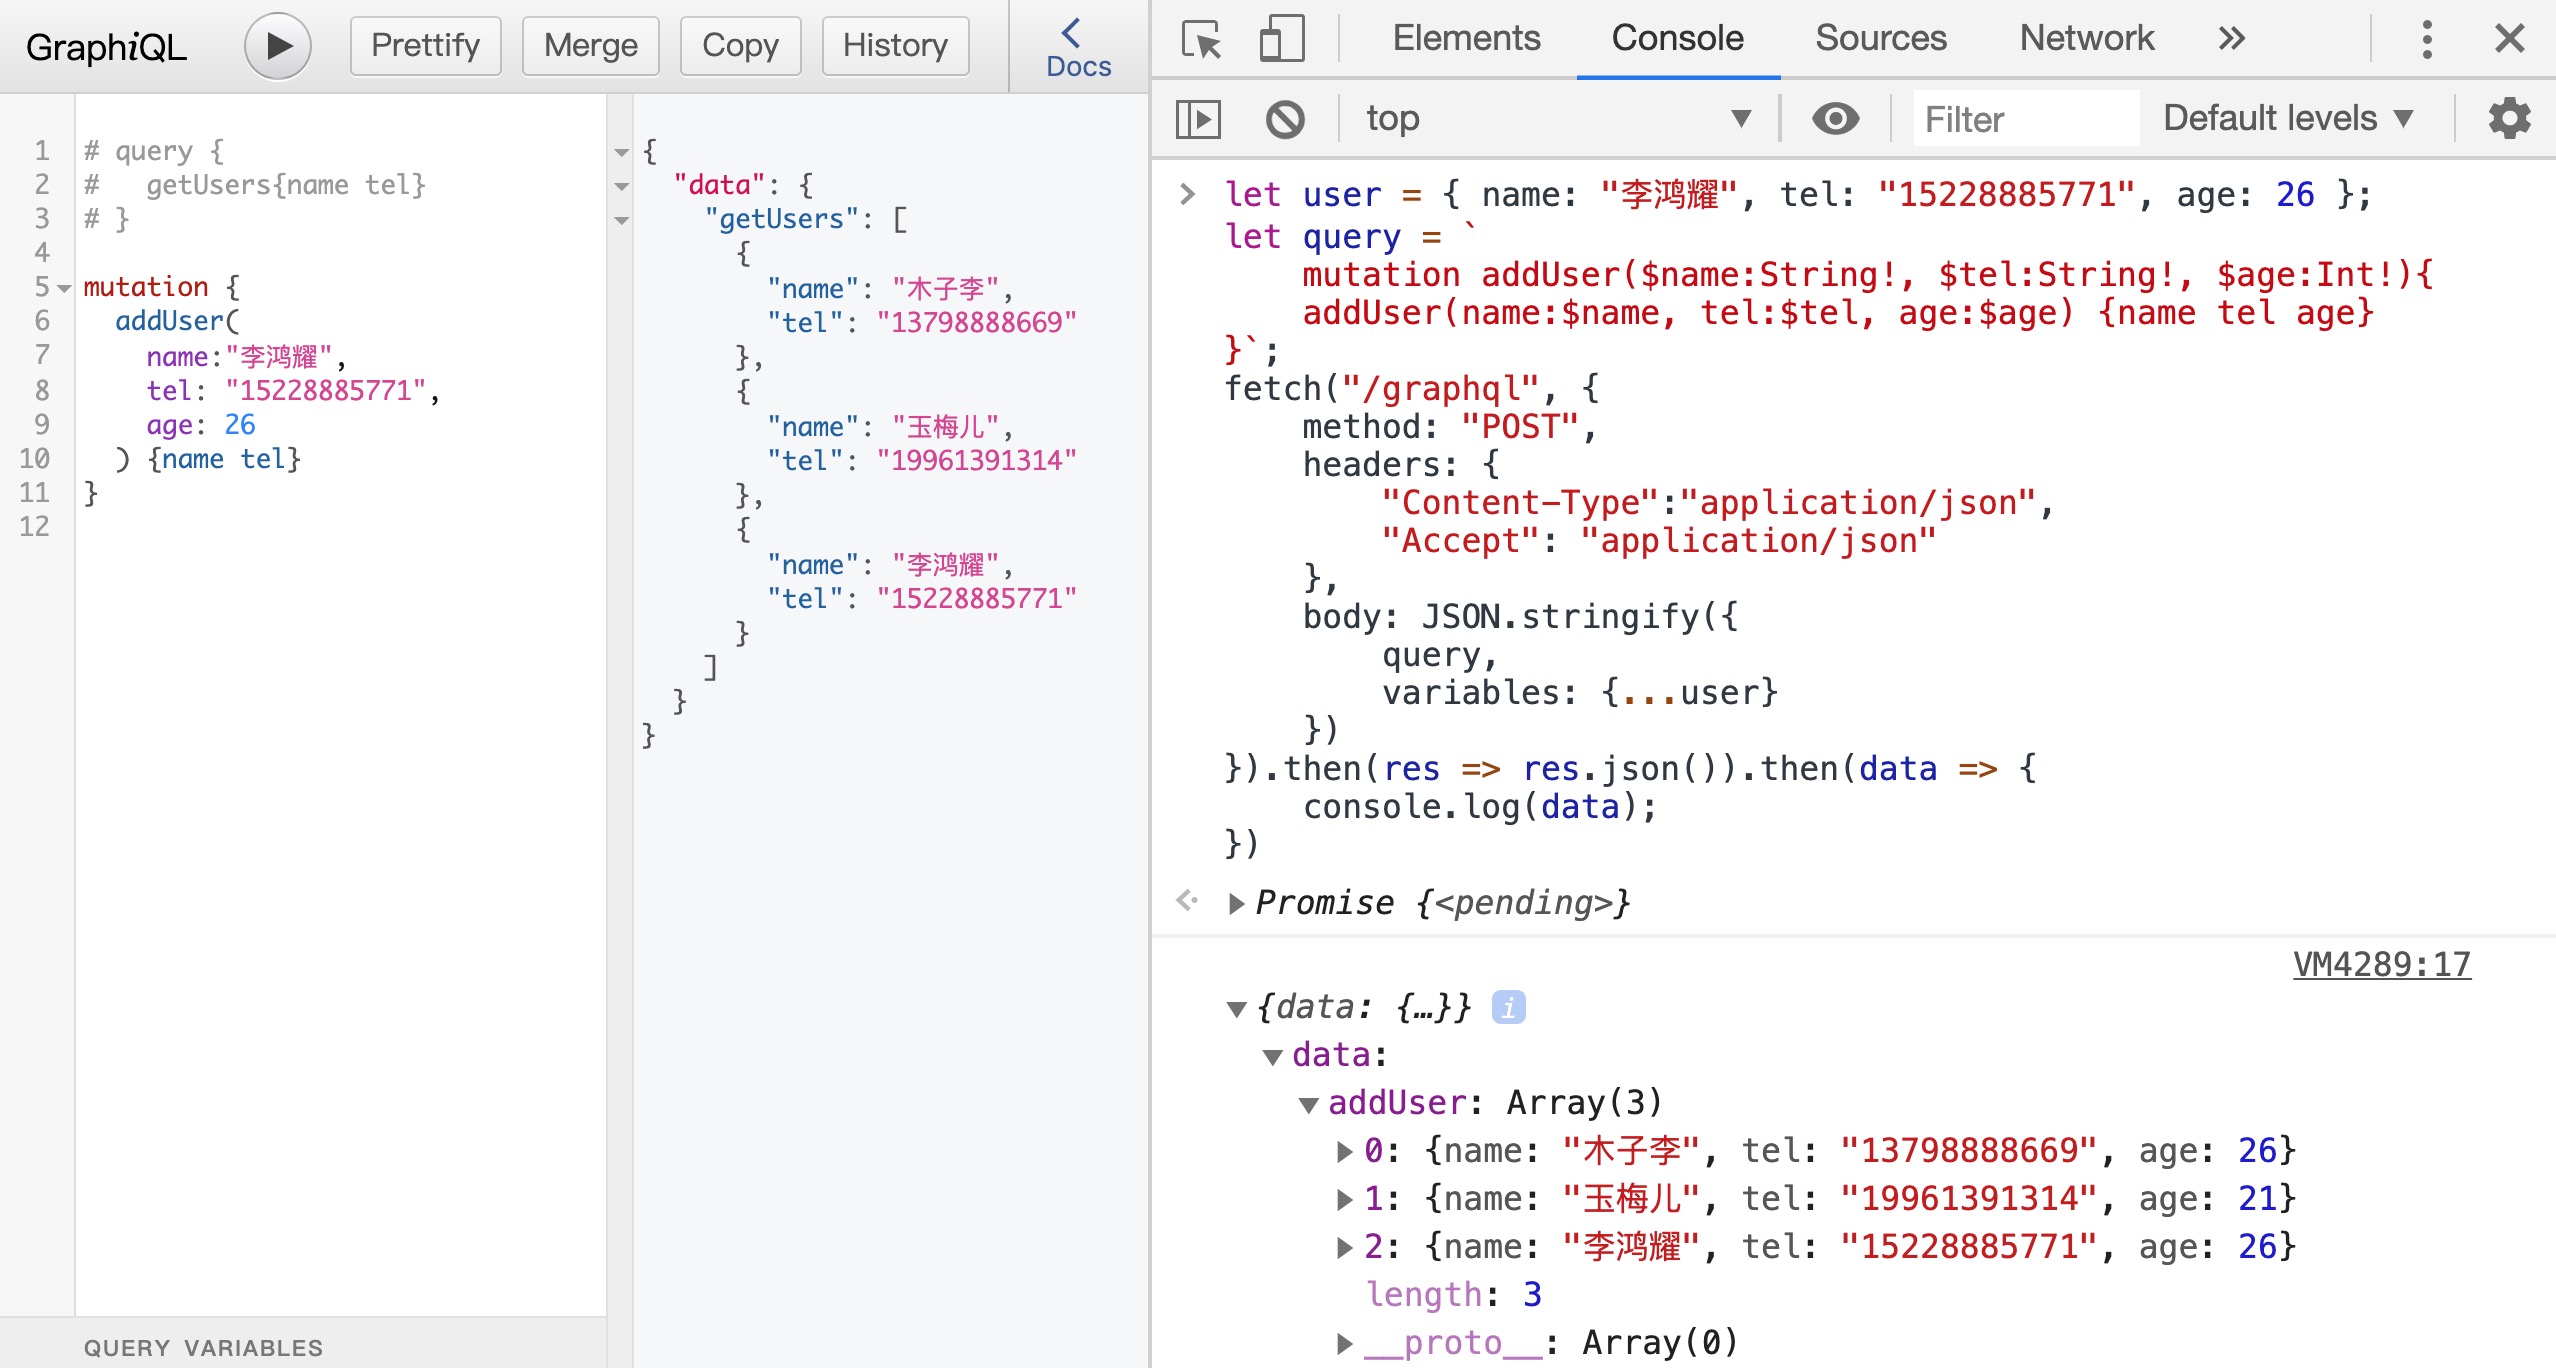 GraphiQL
Prettify
Merge
Copy
History
Docs
1 # query {
2 #   getUsers{name tel}
3 # }
4
5 mutation {
6   addUser(
7     name:"李鸿耀",
8     tel: "15228885771",
9     age: 26
10   ) {name tel}
11 }
12
QUERY VARIABLES
{
  "data": {
    "getUsers": [
      {
        "name": "木子李",
        "tel": "13798888669"
      },
      {
        "name": "玉梅儿",
        "tel": "19961391314"
      },
      {
        "name": "李鸿耀",
        "tel": "15228885771"
      }
    ]
  }
}
Elements
Console
Sources
Network
top
Filter
Default levels
let user = { name: "李鸿耀", tel: "15228885771", age: 26 };
let query = `
    mutation addUser($name:String!, $tel:String!, $age:Int!){
    addUser(name:$name, tel:$tel, age:$age) {name tel age}
}`;
fetch("/graphql", {
    method: "POST",
    headers: {
        "Content-Type":"application/json",
        "Accept": "application/json"
    },
    body: JSON.stringify({
        query,
        variables: {...user}
    })
}).then(res => res.json()).then(data => {
    console.log(data);
})
Promise {<pending>}
VM4289:17
{data: {…}} i
data:
addUser: Array(3)
0: {name: "木子李", tel: "13798888669", age: 26}
1: {name: "玉梅儿", tel: "19961391314", age: 21}
2: {name: "李鸿耀", tel: "15228885771", age: 26}
length: 3
__proto__: Array(0)